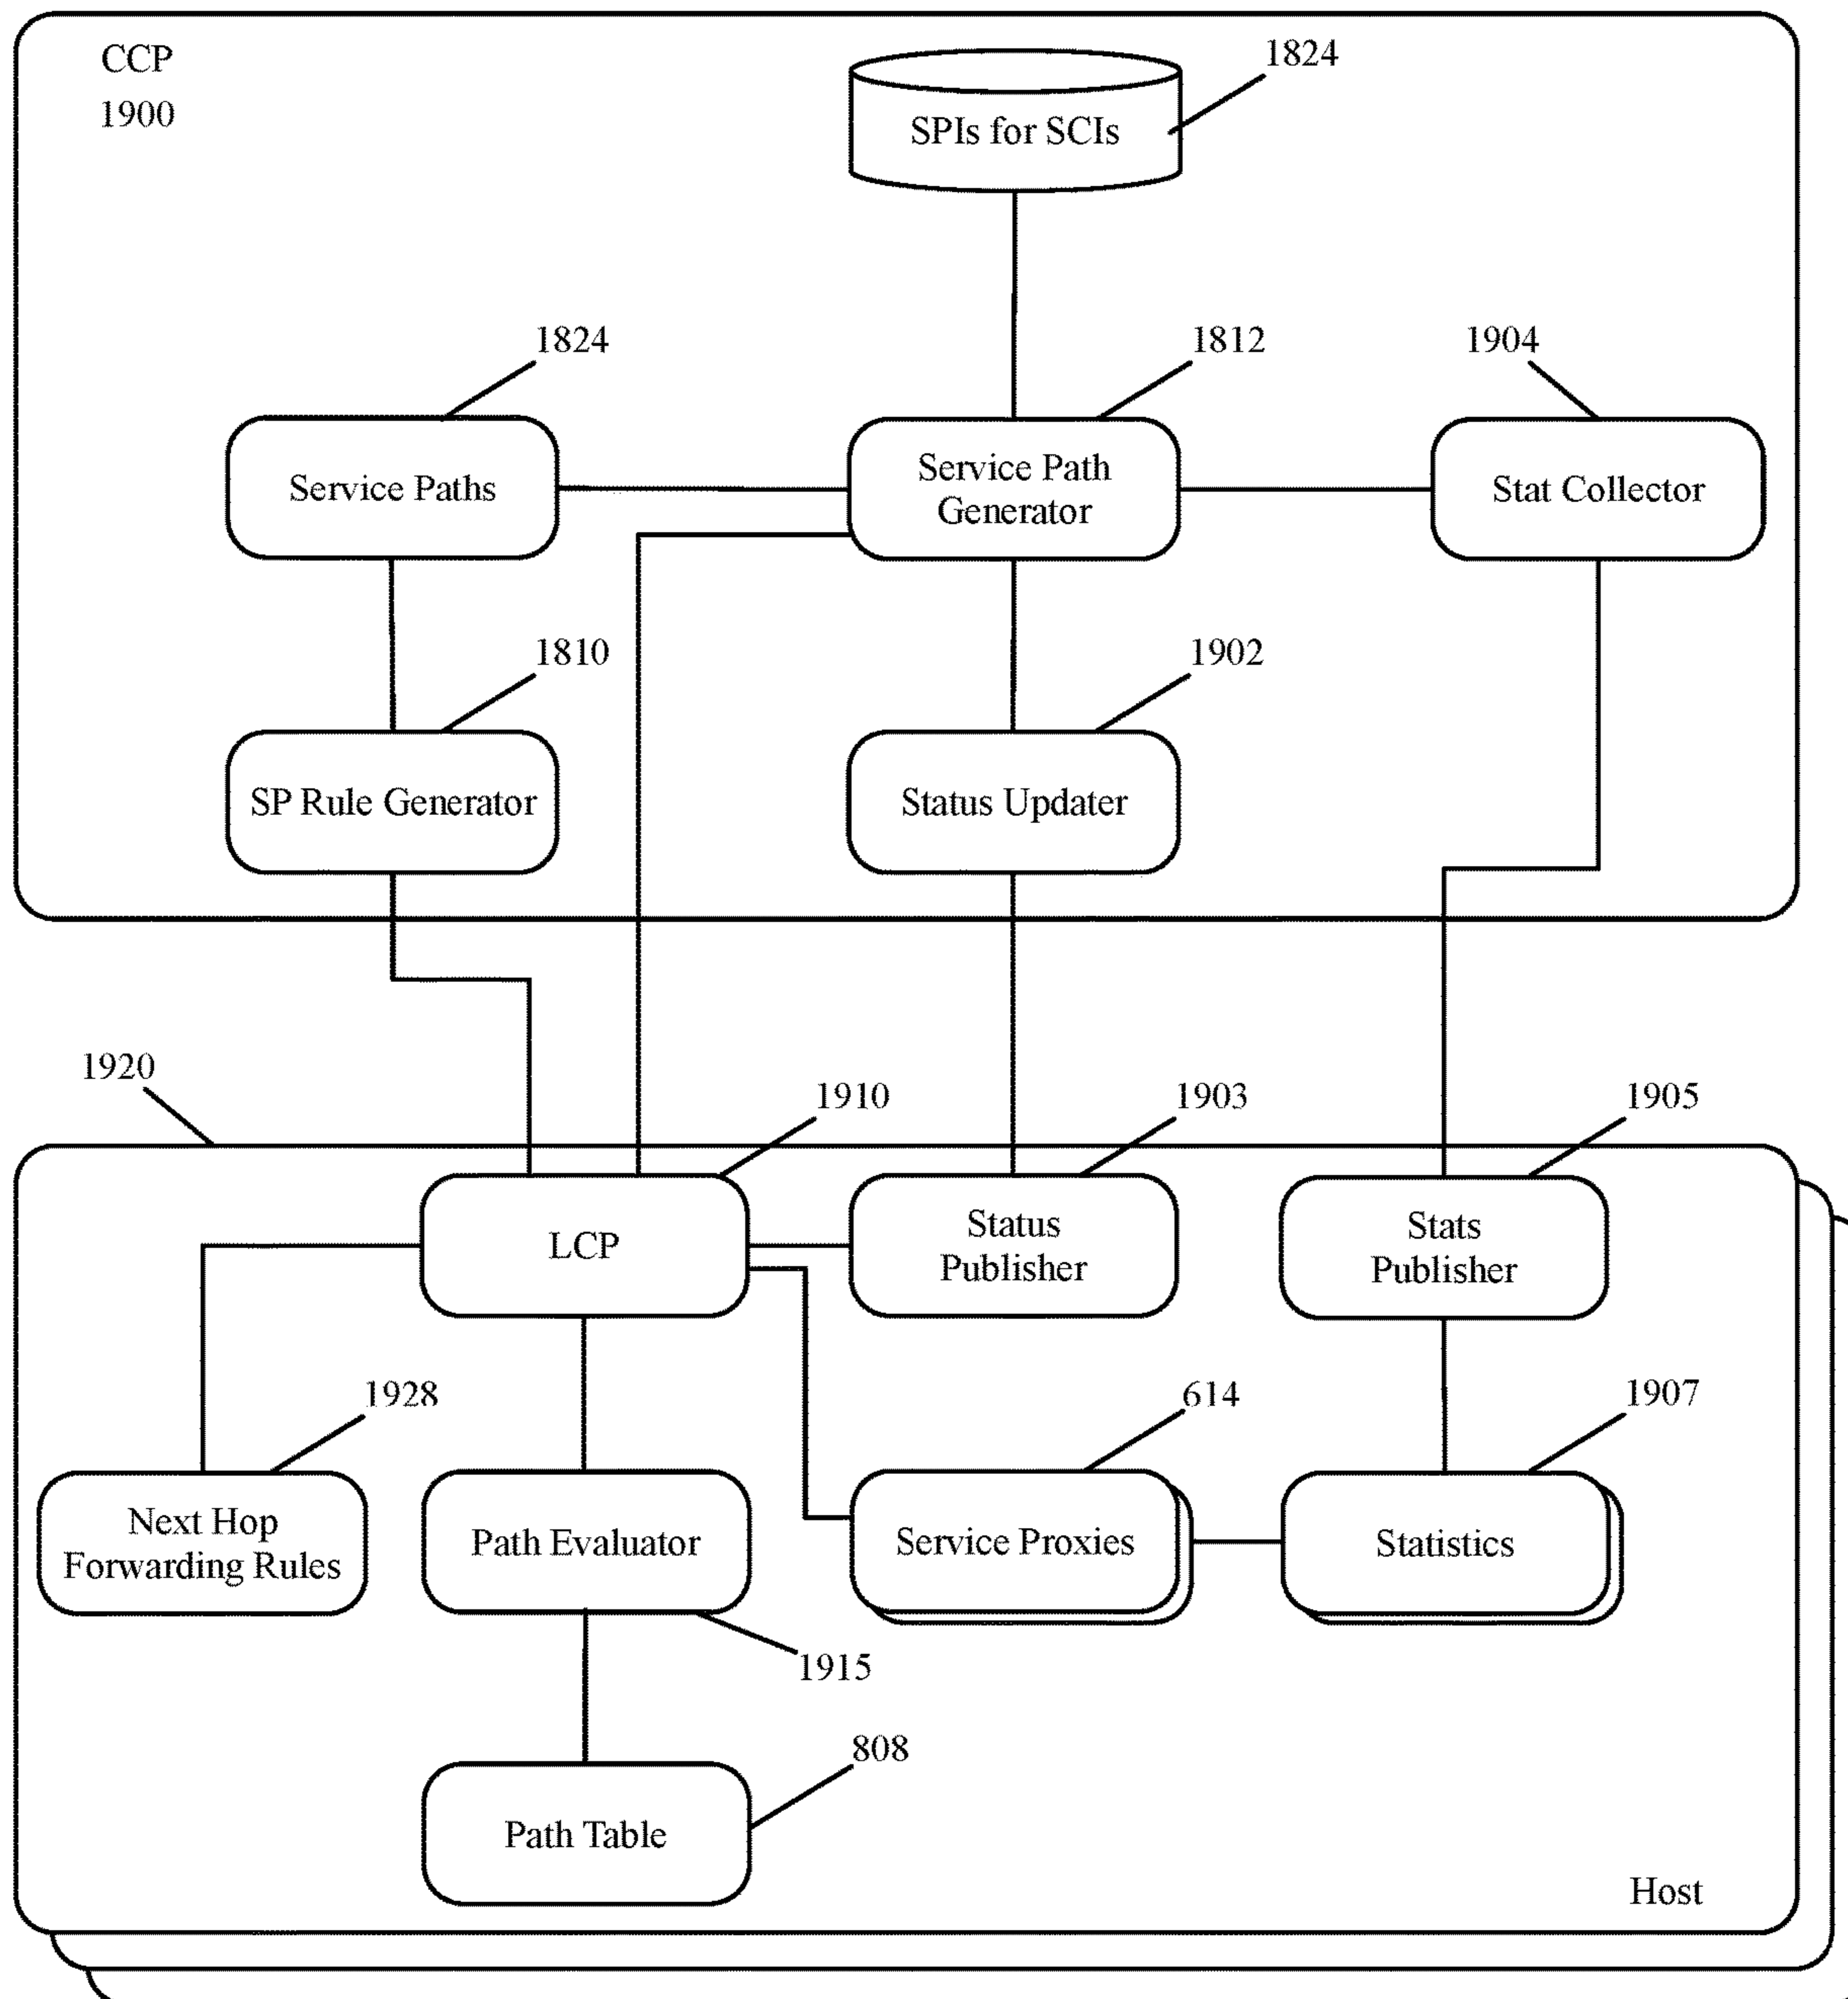 CCP
1900
1824
SPIs for SCIs
1824
1812
1904
Service Paths
Service Path
Generator
Stat Collector
1810
1902
SP Rule Generator
Status Updater
1920
1910
1903
1905
LCP
Status
Publisher
Stats
Publisher
1928
614
1907
Next Hop
Forwarding Rules
Path Evaluator
Service Proxies
Statistics
1915
808
Path Table
Host